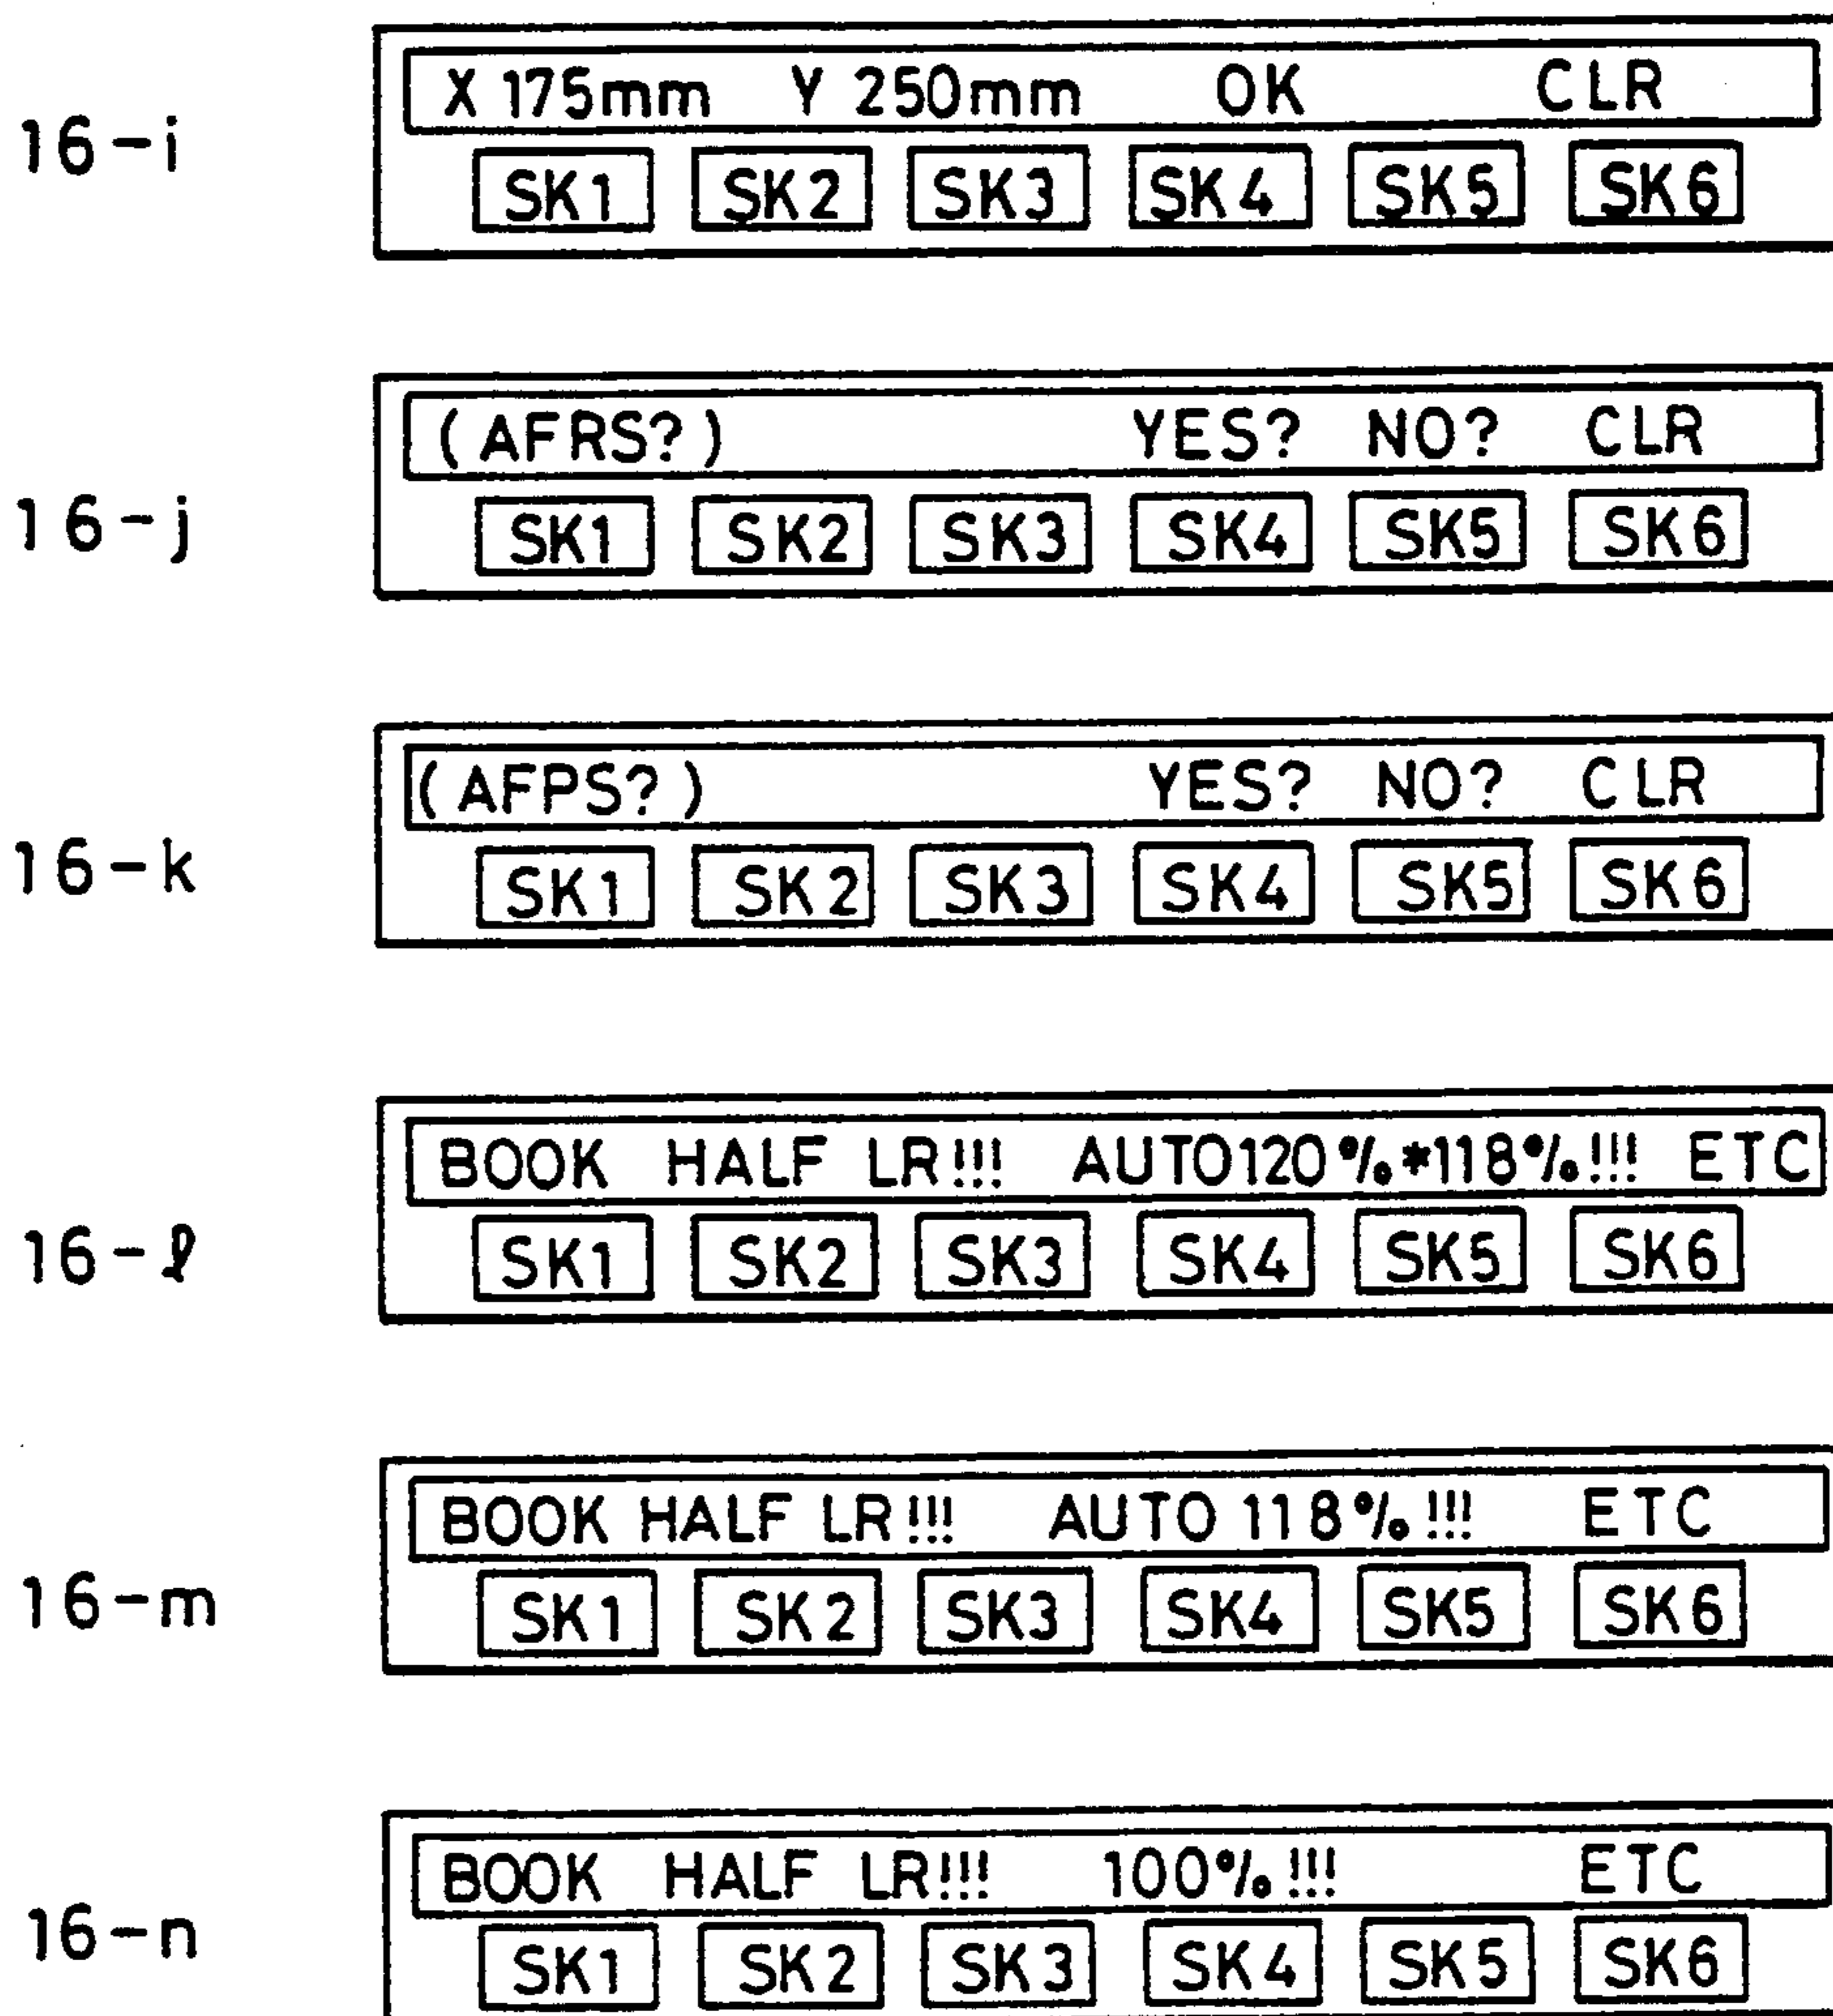 X 175mm Y 250mm OK CLR
16-i
SK1 SK2 SK3 SK4 SK5 SK6
(AFRS?) YES? NO? CLR
16-j
SK1 SK2 SK3 SK4 SK5 SK6
(AFPS?) YES? NO? CLR
16-k
SK1 SK2 SK3 SK4 SK5 SK6
BOOK HALF LR!!! AUTO120%*118%!!! ETC
16-ℓ
SK1 SK2 SK3 SK4 SK5 SK6
BOOK HALF LR!!! AUTO 118%!!! ETC
16-m
SK1 SK2 SK3 SK4 SK5 SK6
BOOK HALF LR!!! 100%!!! ETC
16-n
SK1 SK2 SK3 SK4 SK5 SK6